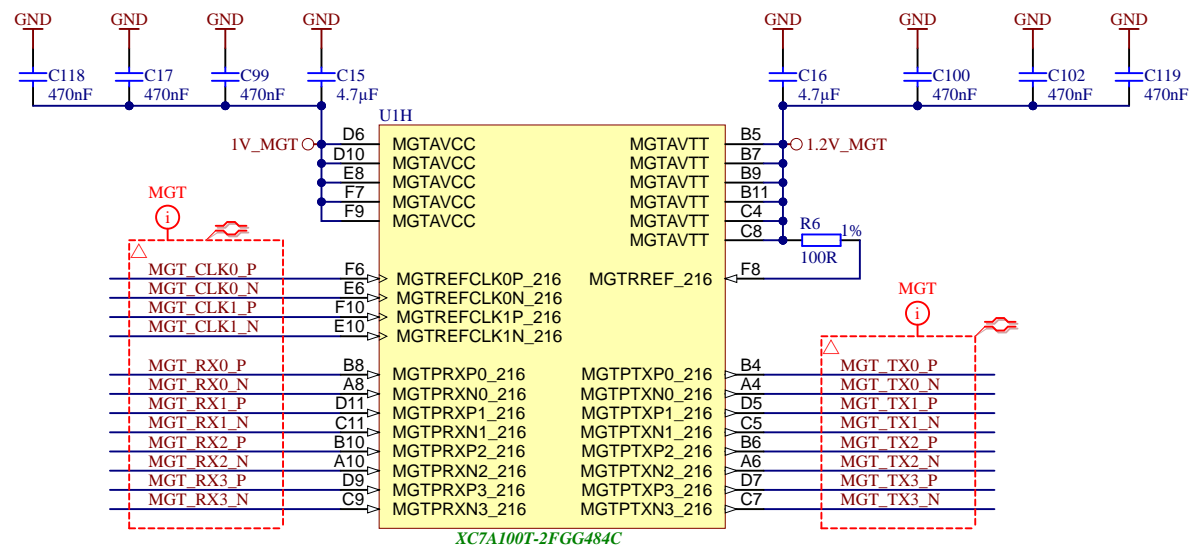 GND GND GND GND GND GND GND GND
C118 C17 C99 C15 C16 C100 C102 C119
470nF 470nF 470nF 4.7µF 4.7µF 470nF 470nF 470nF
U1H
1V_MGT D6 MGTAVCC MGTAVTT B5 1.2V_MGT
D10 MGTAVCC MGTAVTT B7
E8 MGTAVCC MGTAVTT B9
F7 MGTAVCC MGTAVTT B11
F9 MGTAVCC MGTAVTT C4
MGTAVTT C8 R6 1%
100R
MGT
i
MGT_CLK0_P F6 MGTREFCLK0P_216 MGTRREF_216 F8
MGT_CLK0_N E6 MGTREFCLK0N_216
MGT_CLK1_P F10 MGTREFCLK1P_216
MGT_CLK1_N E10 MGTREFCLK1N_216
MGT
i
MGT_RX0_P B8 MGTPRXP0_216 MGTPTXP0_216 B4 MGT_TX0_P
MGT_RX0_N A8 MGTPRXN0_216 MGTPTXN0_216 A4 MGT_TX0_N
MGT_RX1_P D11 MGTPRXP1_216 MGTPTXP1_216 D5 MGT_TX1_P
MGT_RX1_N C11 MGTPRXN1_216 MGTPTXN1_216 C5 MGT_TX1_N
MGT_RX2_P B10 MGTPRXP2_216 MGTPTXP2_216 B6 MGT_TX2_P
MGT_RX2_N A10 MGTPRXN2_216 MGTPTXN2_216 A6 MGT_TX2_N
MGT_RX3_P D9 MGTPRXP3_216 MGTPTXP3_216 D7 MGT_TX3_P
MGT_RX3_N C9 MGTPRXN3_216 MGTPTXN3_216 C7 MGT_TX3_N
XC7A100T-2FGG484C